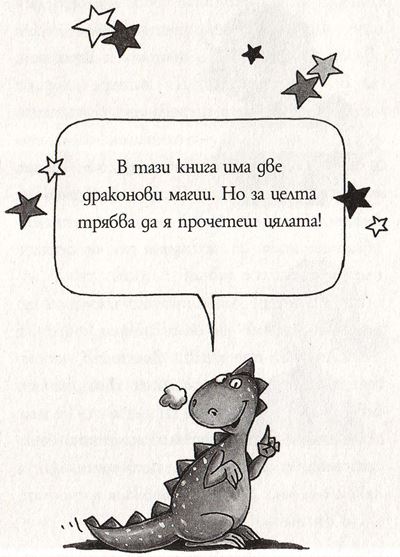 В тази книга има две
драконови магии. Но за целта
трябва да я прочетеш цялата!